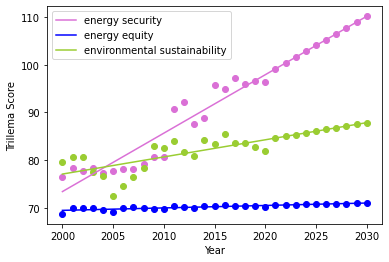 energy security
energy equity
environmental sustainability
Trillema Score
110
100
90
80
70
2000 2005 2010 2015 2020 2025 2030
Year